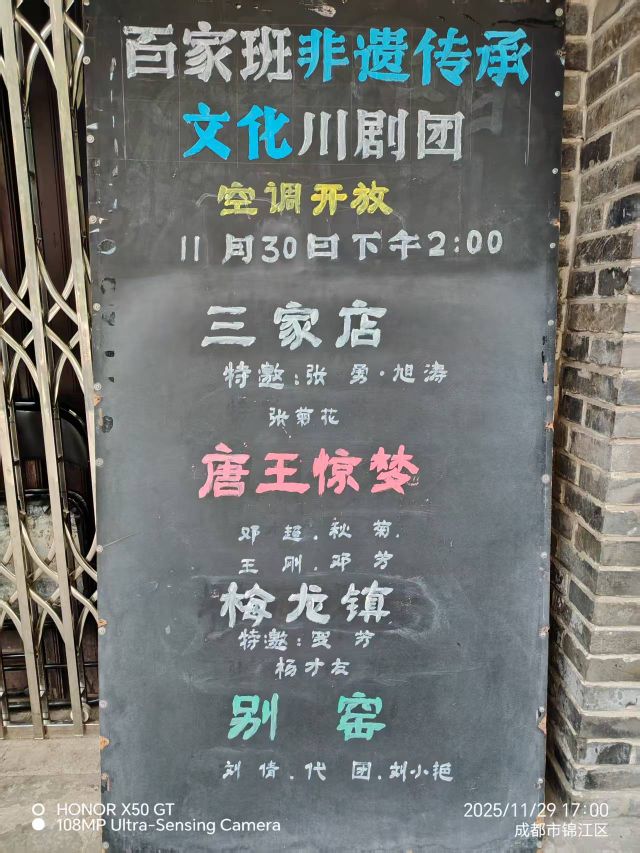 百家班非遗传承
文化川剧团
空调开放
11月30日下午2:00
三家店
特邀:张勇·旭涛
张菊花
唐王惊梦
邓超.秋菊.
王刚.邓芳
梅龙镇
特邀:罗芳
杨才友
别窑
刘倩.代团.刘小艳
HONOR X50 GT
108MP Ultra-Sensing Camera
2025/11/29 17:00
成都市锦江区